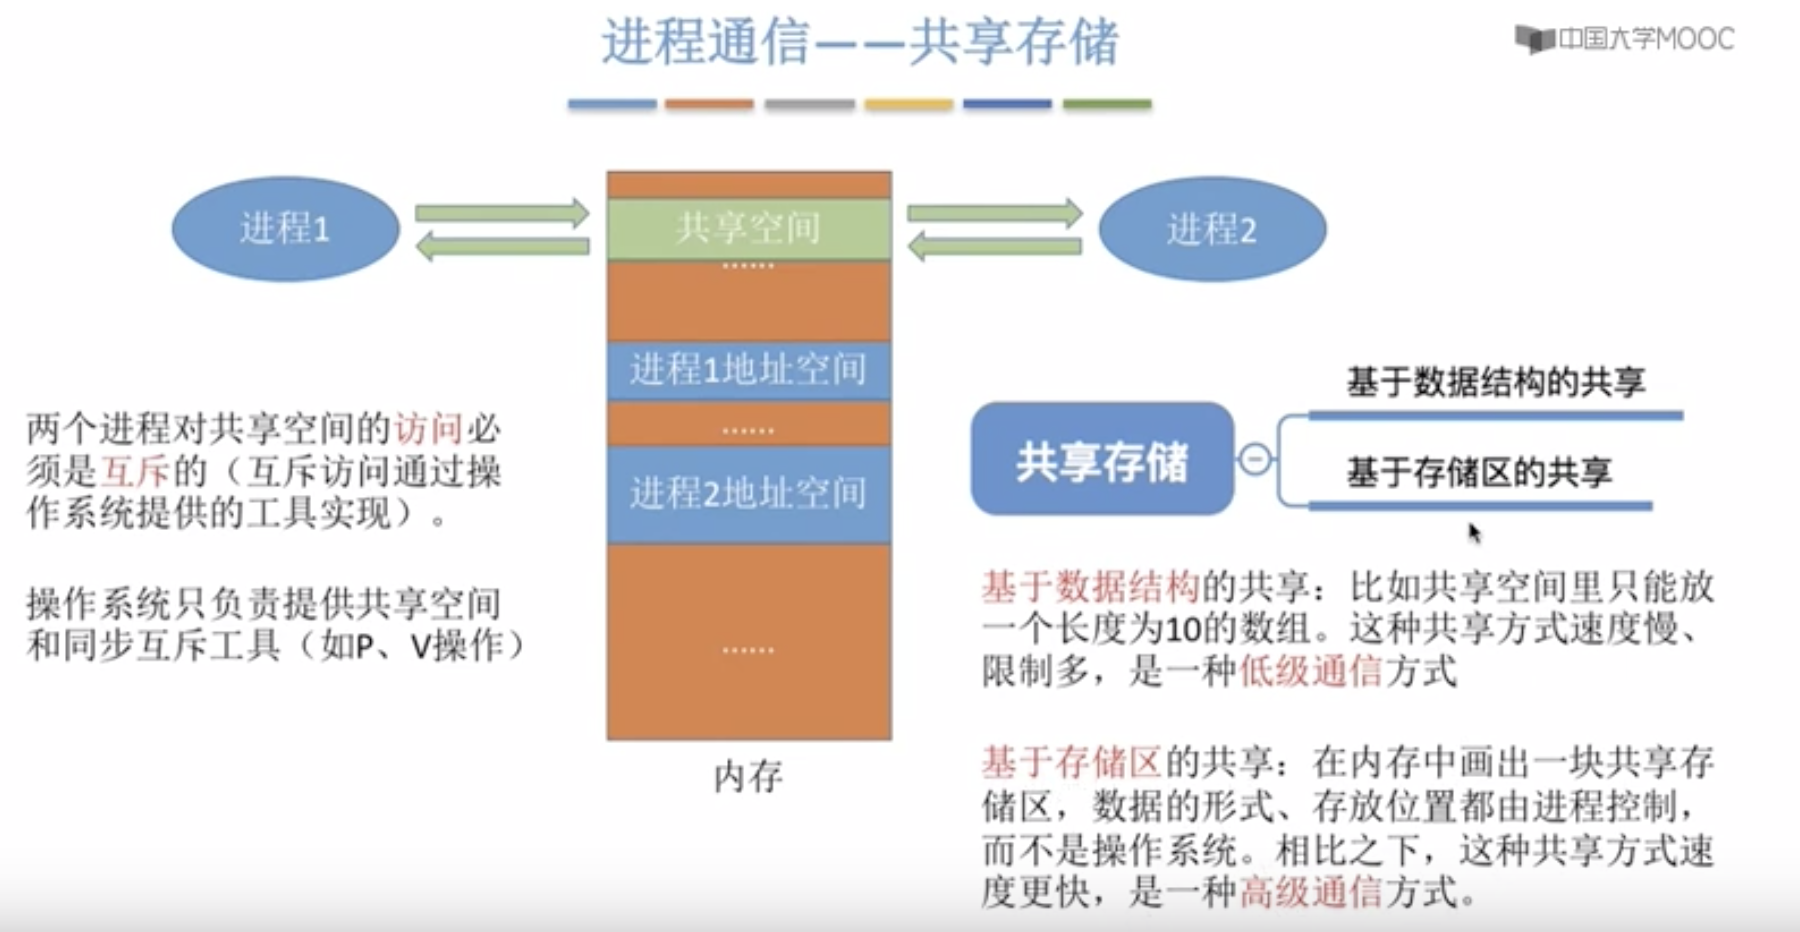 进程通信——共享存储
中国大学MOOC
进程1
共享空间
进程2
......
进程1地址空间
......
进程2地址空间
......
内存
两个进程对共享空间的访问必
须是互斥的（互斥访问通过操
作系统提供的工具实现）。
操作系统只负责提供共享空间
和同步互斥工具（如P、V操作）
共享存储
基于数据结构的共享
基于存储区的共享
基于数据结构的共享：比如共享空间里只能放
一个长度为10的数组。这种共享方式速度慢、
限制多，是一种低级通信方式
基于存储区的共享：在内存中画出一块共享存
储区，数据的形式、存放位置都由进程控制，
而不是操作系统。相比之下，这种共享方式速
度更快，是一种高级通信方式。